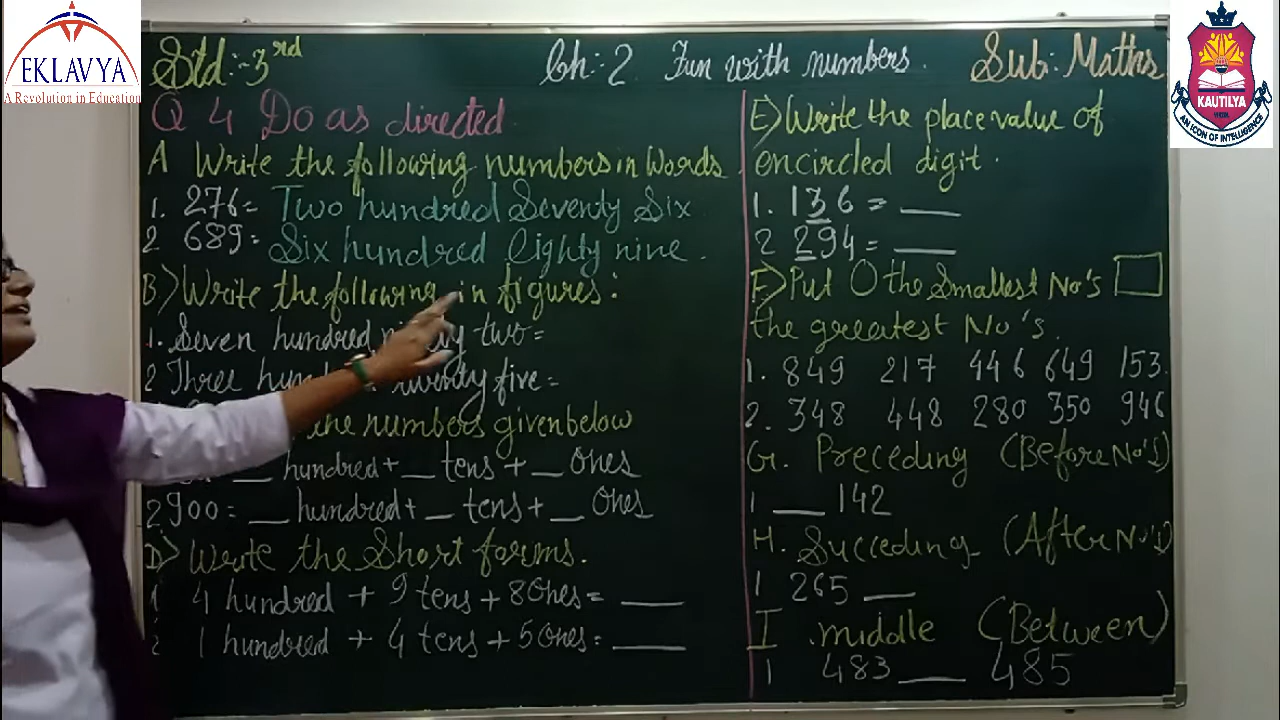 EKLAVYA
A Revolution in Education
Std:-3rd Ch:-2 Fun with numbers. Sub: Maths
KAUTILYA
AN ICON OF INTELLIGENCE
Q 4 Do as directed
A Write the following numbers in Words.
1. 276= Two hundred Seventy Six
2 689= Six hundred eighty nine.
B) Write the following in figures:
1. Seven hundred two=
2 Three twenty five=
the numbers given below
__ hundred+ __ tens + __ Ones
2 900= __ hundred+ __ tens + __ Ones
D) Write the Short forms.
1 4 hundred + 9 tens + 8 Ones= ___
2 1 hundred + 4 tens + 5 Ones= ___
E) Write the place value of
encircled digit.
1. 136 = ___
2 294 = ___
F) Put O the Smallest No's □
the greatest No's.
1. 849 217 446 649 153.
2. 348 448 280 350 946
G. Preceding (Before No's)
1 ___ 142
H. Succeding (After No's)
1 265 ___
I .middle (Between)
1 483 ___ 485